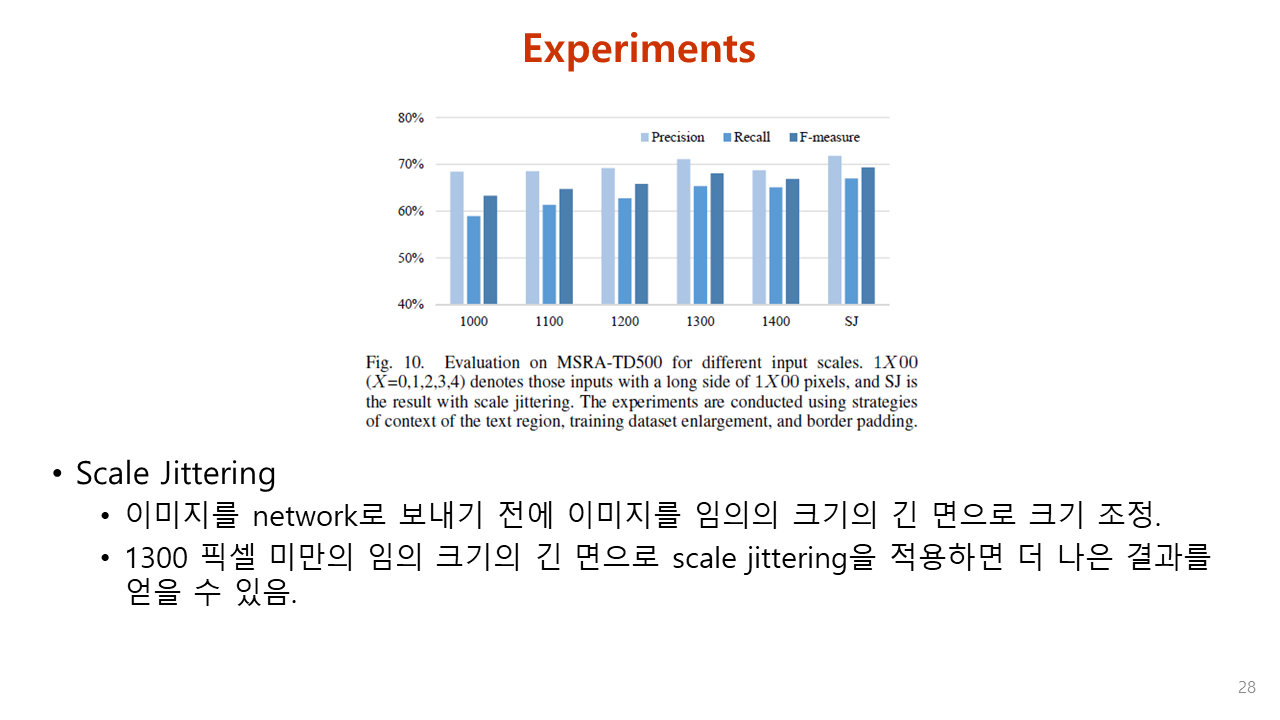 Experiments
80%
Precision Recall F-measure
70%
60%
50%
40%
1000 1100 1200 1300 1400 SJ
Fig. 10. Evaluation on MSRA-TD500 for different input scales. 1X00
(X=0,1,2,3,4) denotes those inputs with a long side of 1X00 pixels, and SJ is
the result with scale jittering. The experiments are conducted using strategies
of context of the text region, training dataset enlargement, and border padding.
• Scale Jittering
• 이미지를 network로 보내기 전에 이미지를 임의의 크기의 긴 면으로 크기 조정.
• 1300 픽셀 미만의 임의 크기의 긴 면으로 scale jittering을 적용하면 더 나은 결과를
얻을 수 있음.
28